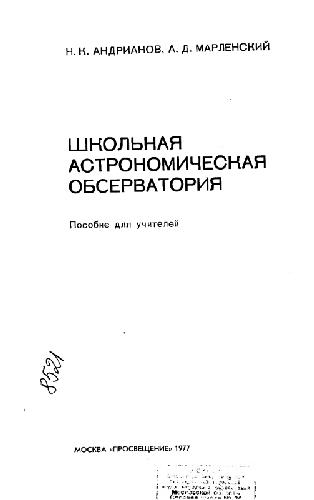 Н. К. АНДРИАНОВ, А. Д. МАРЛЕНСКИЙ
ШКОЛЬНАЯ
АСТРОНОМИЧЕСКАЯ
ОБСЕРВАТОРИЯ
Пособие для учителей
8521
МОСКВА «ПРОСВЕЩЕНИЕ» 1977